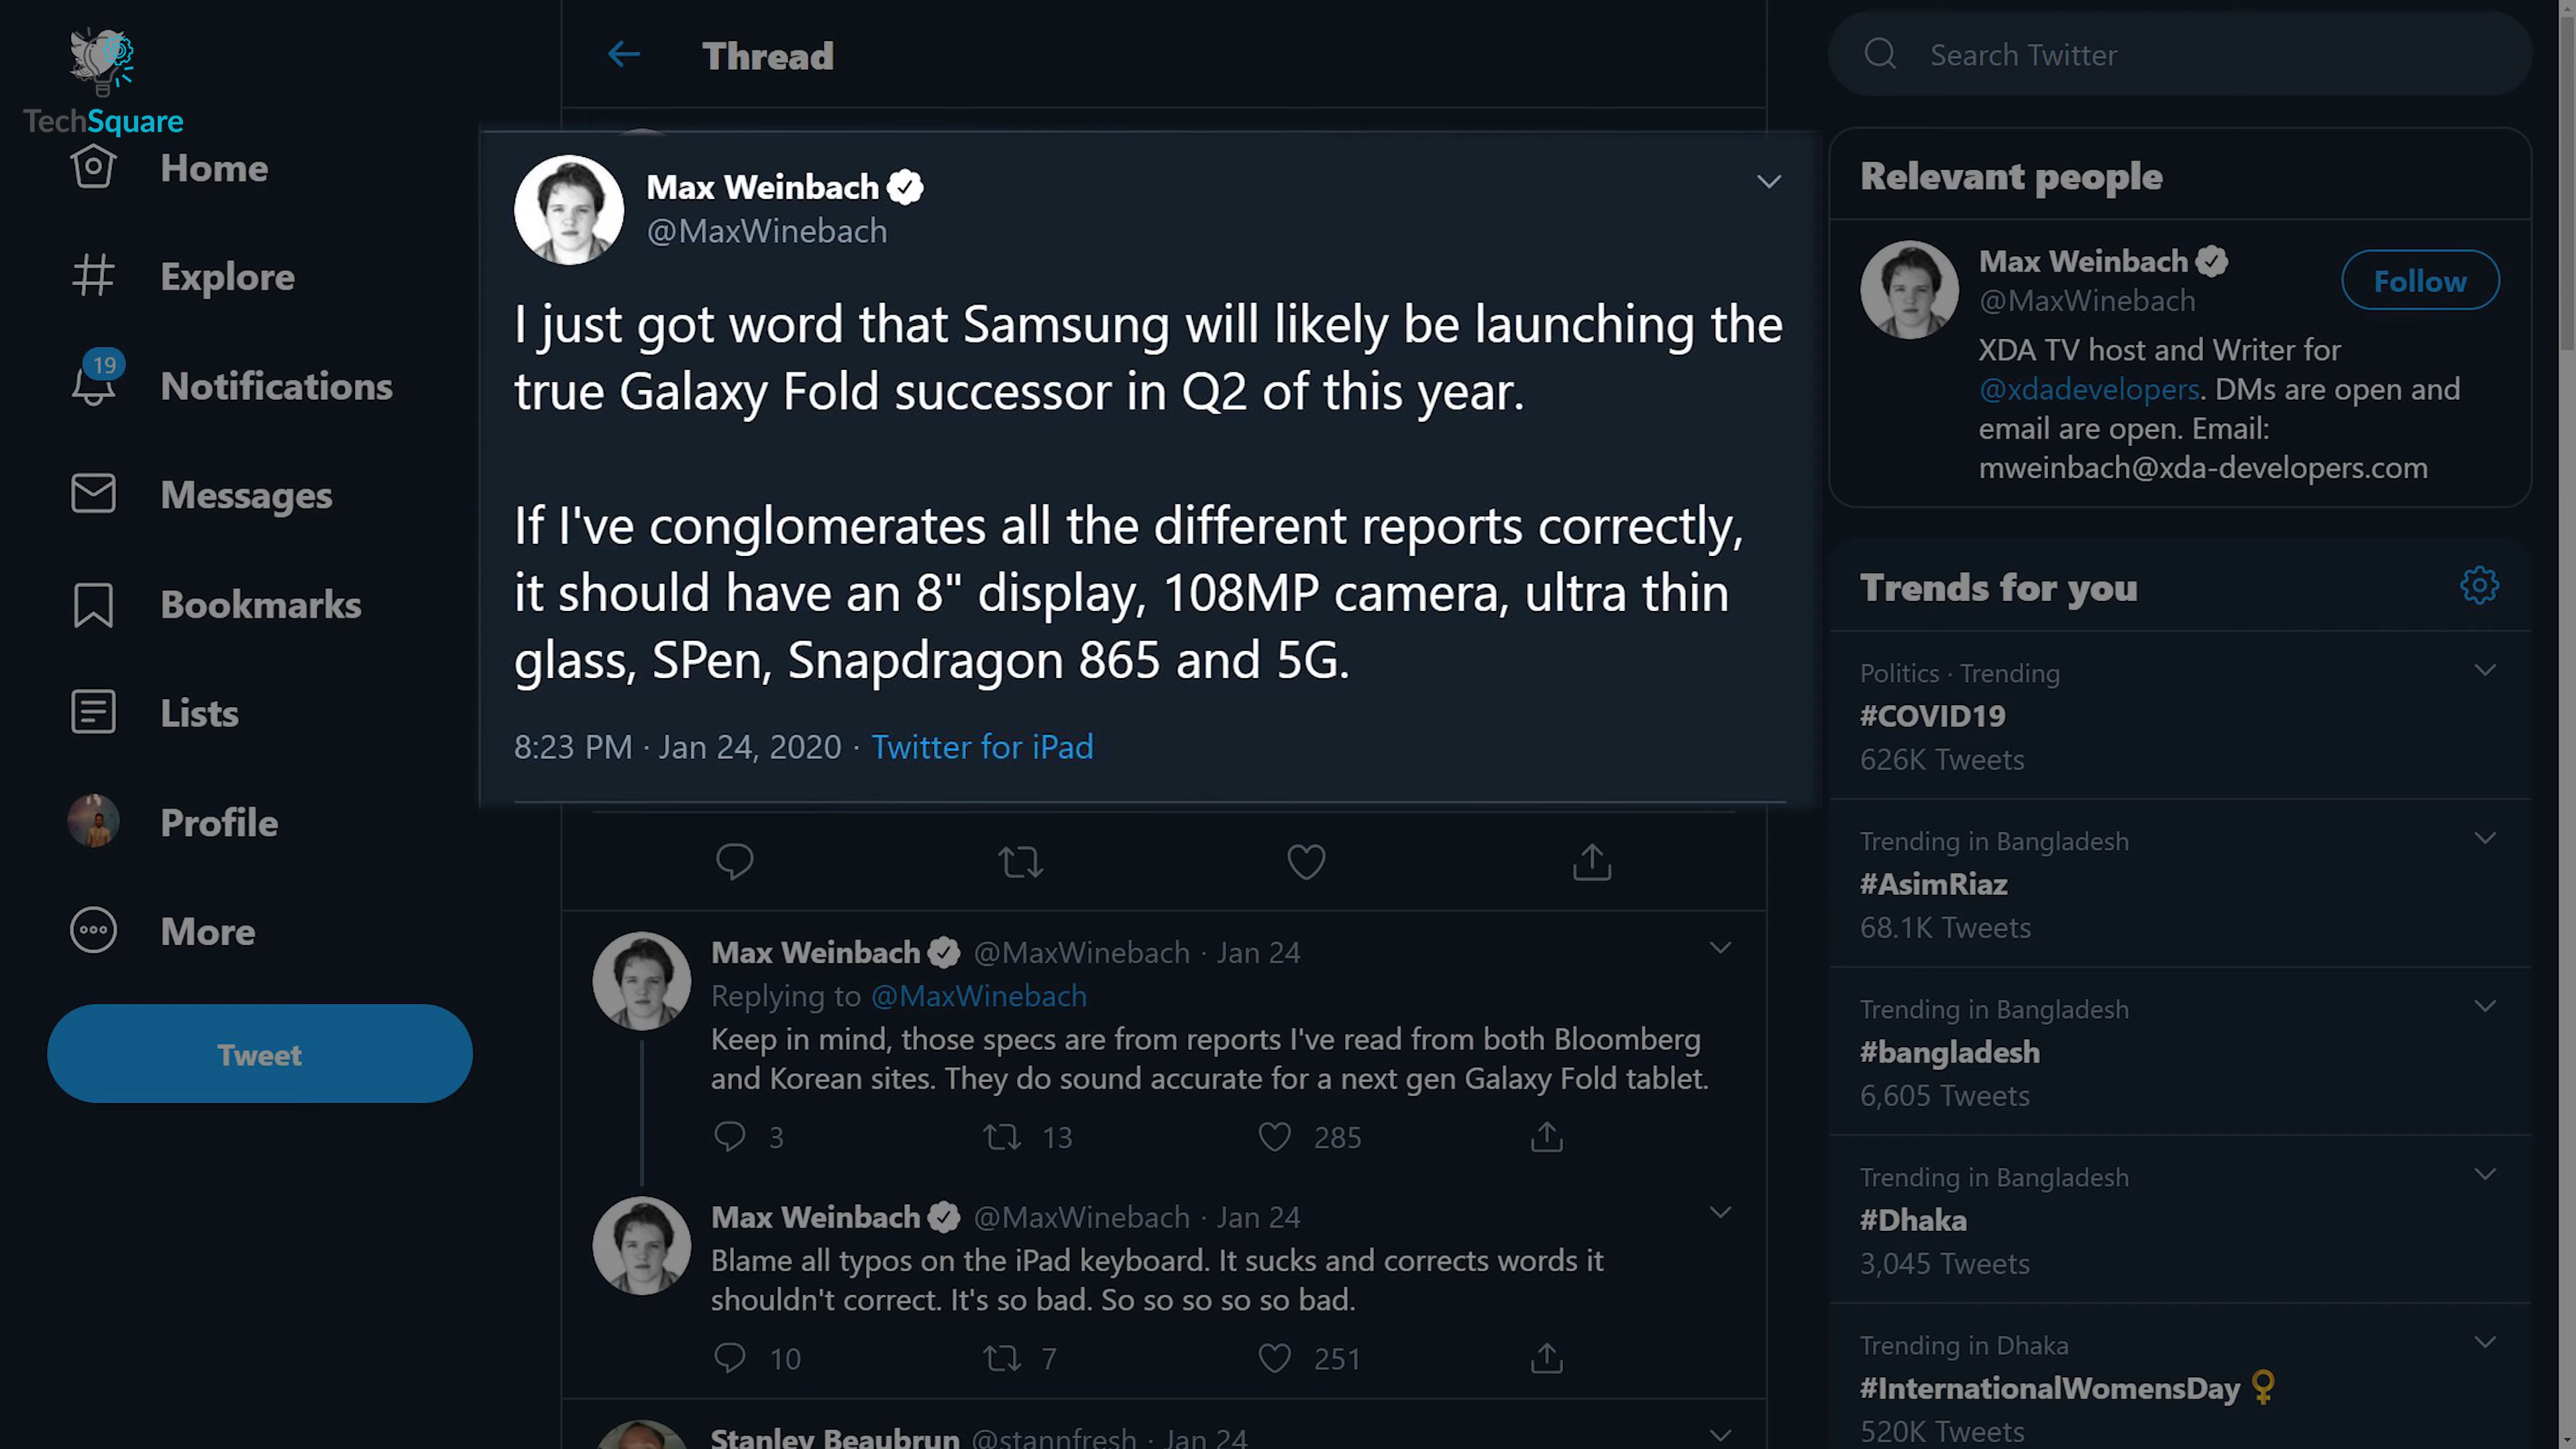 TechSquare
Home
Explore
19
Notifications
Messages
Bookmarks
Lists
Profile
More
Tweet
Thread
Max Weinbach
@MaxWinebach
I just got word that Samsung will likely be launching the
true Galaxy Fold successor in Q2 of this year.
If I've conglomerates all the different reports correctly,
it should have an 8" display, 108MP camera, ultra thin
glass, SPen, Snapdragon 865 and 5G.
8:23 PM · Jan 24, 2020 · Twitter for iPad
Max Weinbach @MaxWinebach · Jan 24
Replying to @MaxWinebach
Keep in mind, those specs are from reports I've read from both Bloomberg
and Korean sites. They do sound accurate for a next gen Galaxy Fold tablet.
3 13 285
Max Weinbach @MaxWinebach · Jan 24
Blame all typos on the iPad keyboard. It sucks and corrects words it
shouldn't correct. It's so bad. So so so so so bad.
10 7 251
Stanley Beaubrun @stannfresh · Jan 24
Search Twitter
Relevant people
Max Weinbach
@MaxWinebach
Follow
XDA TV host and Writer for
@xdadevelopers. DMs are open and
email are open. Email:
mweinbach@xda-developers.com
Trends for you
Politics · Trending
#COVID19
626K Tweets
Trending in Bangladesh
#AsimRiaz
68.1K Tweets
Trending in Bangladesh
#bangladesh
6,605 Tweets
Trending in Bangladesh
#Dhaka
3,045 Tweets
Trending in Dhaka
#InternationalWomensDay
520K Tweets